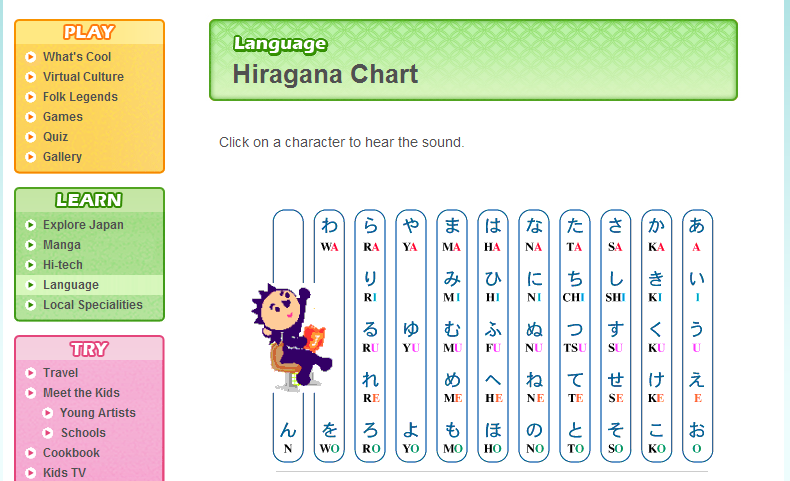 PLAY
What's Cool
Virtual Culture
Folk Legends
Games
Quiz
Gallery
LEARN
Explore Japan
Manga
Hi-tech
Language
Local Specialities
TRY
Travel
Meet the Kids
Young Artists
Schools
Cookbook
Kids TV
Language
Hiragana Chart
Click on a character to hear the sound.
わ ら や ま は な た さ か あ
WA RA YA MA HA NA TA SA KA A
り み ひ に ち し き い
RI MI HI NI CHI SHI KI I
る ゆ む ふ ぬ つ す く う
RU YU MU FU NU TSU SU KU U
れ め へ ね て せ け え
RE ME HE NE TE SE KE E
ん を ろ よ も ほ の と そ こ お
N WO RO YO MO HO NO TO SO KO O